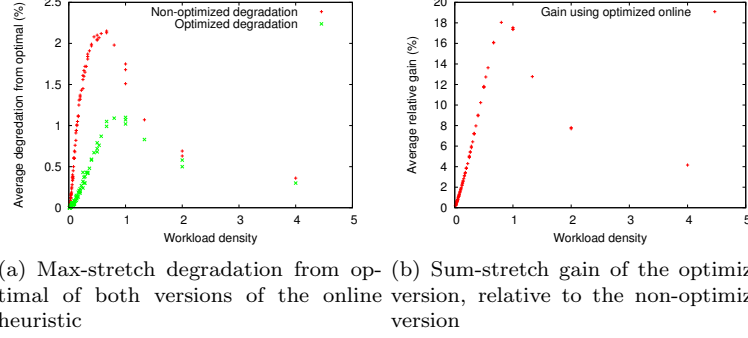 Average degredation from optimal (%)
2.5
2
1.5
1
0.5
0
0 1 2 3 4 5
Workload density
Non-optimized degradation
Optimized degradation
Average relative gain (%)
20
18
16
14
12
10
8
6
4
2
0
0 1 2 3 4 5
Workload density
Gain using optimized online
(a) Max-stretch degradation from op-
timal of both versions of the online
heuristic
(b) Sum-stretch gain of the optimiz
version, relative to the non-optimiz
version